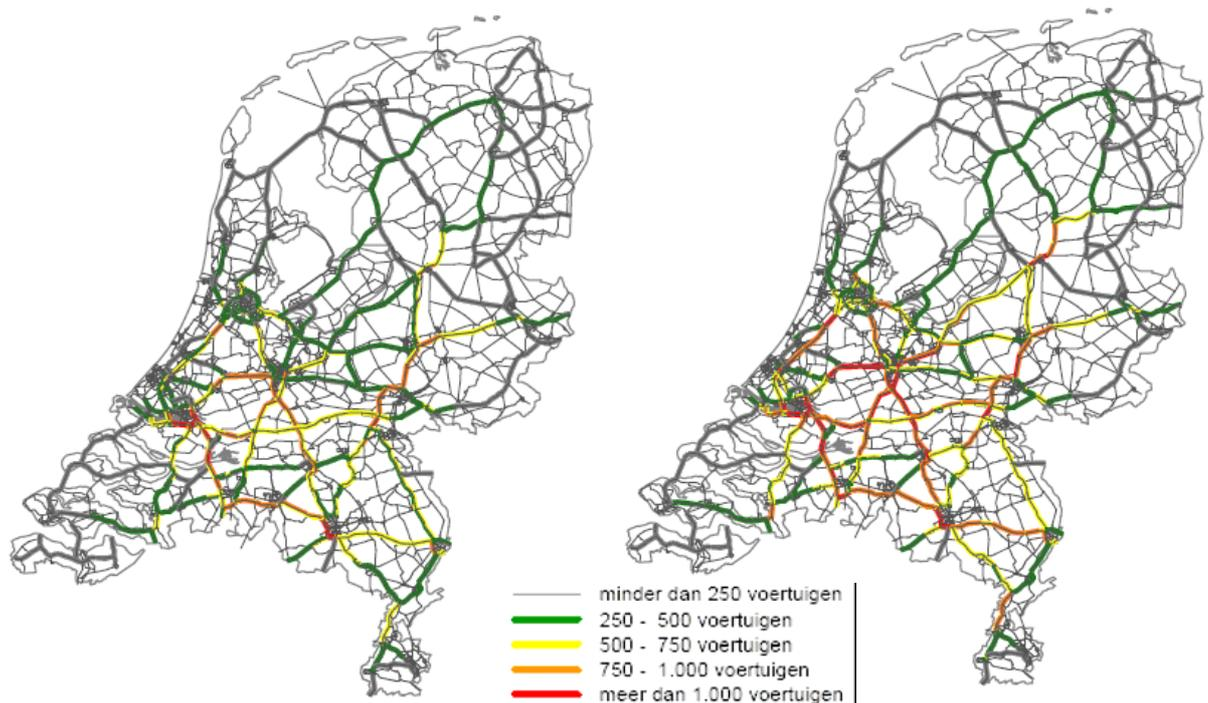 minder dan 250 voertuigen
250 - 500 voertuigen
500 - 750 voertuigen
750 - 1.000 voertuigen
meer dan 1.000 voertuigen